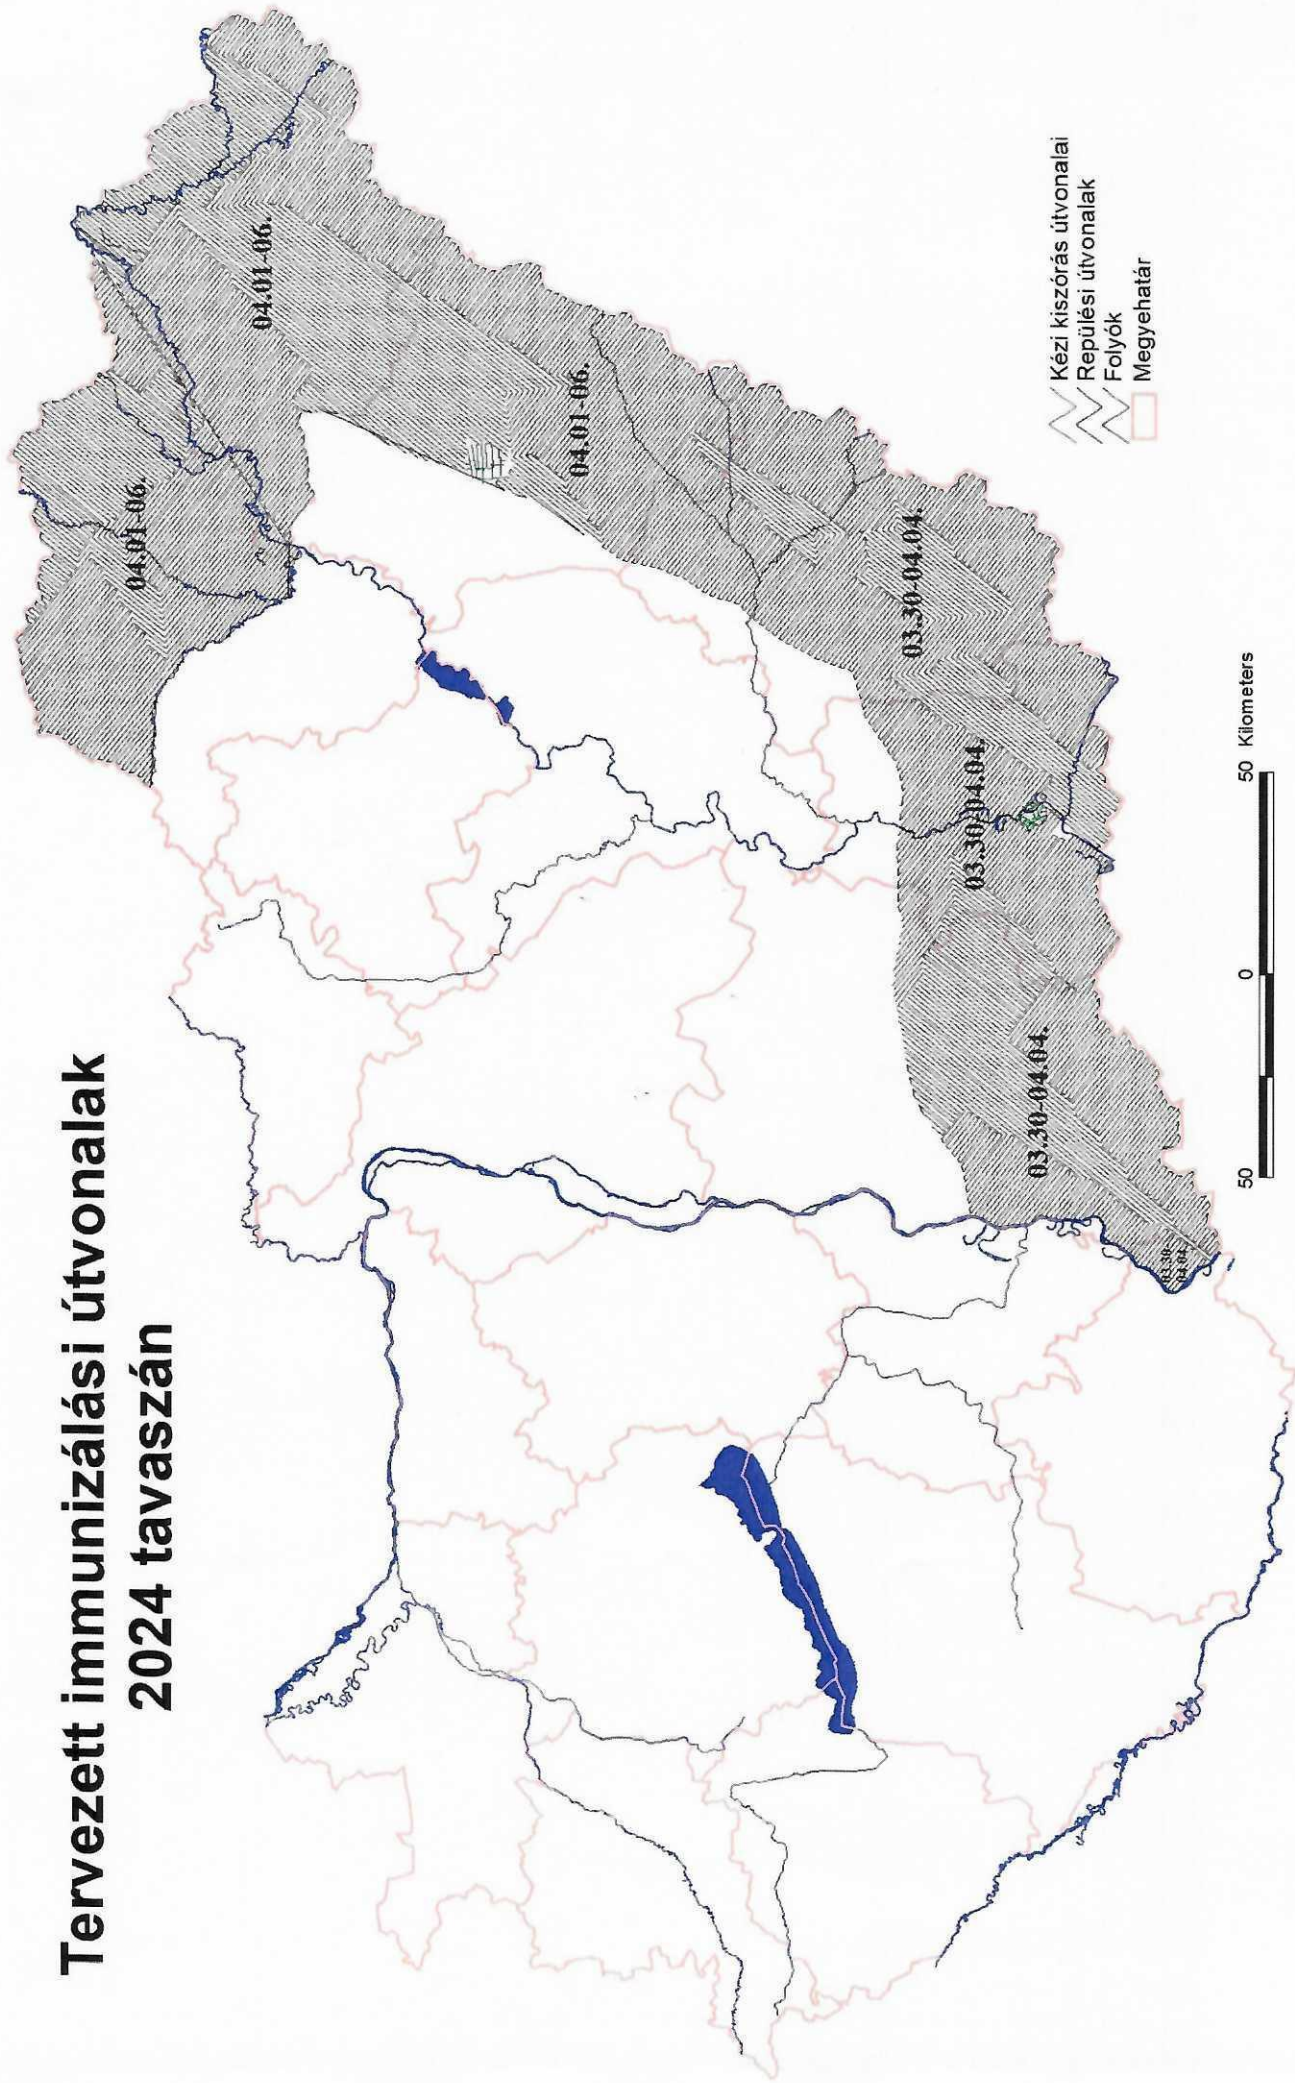 Tervezett immunizálási útvonalak
2024 tavaszán
04.01-06.
04.01-06.
04.01-06.
03.30-04.04.
03.30-04.04.
03.30-04.04.
03.30-
04.04.
Kézi kiszórás útvonalai
Repülési útvonalak
Folyók
Megyehatár
50 0 50 Kilometers